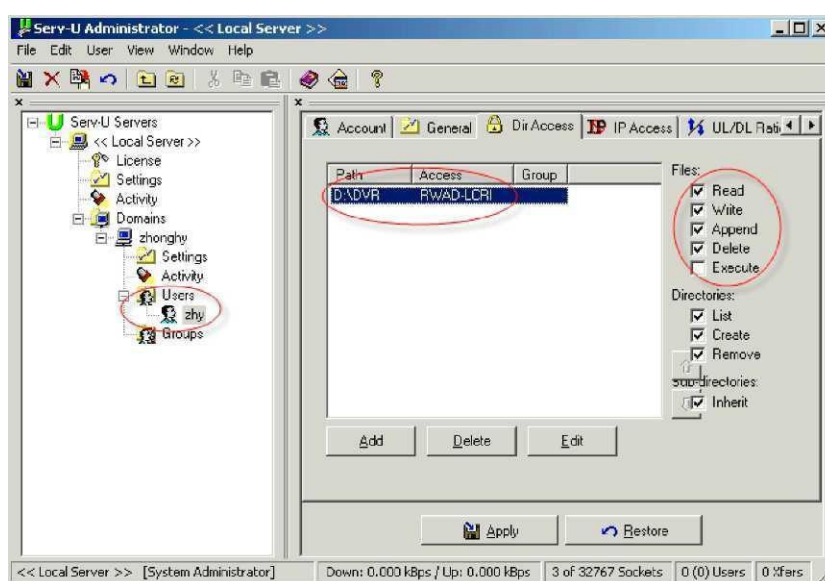 Serv-U Administrator - << Local Server >>
File Edit User View Window Help
Serv-U Servers
<< Local Server >>
License
Settings
Activity
Domains
zhonghy
Settings
Activity
Users
zhy
Groups
Account General Dir Access IP Access UL/DL Rati
Path Access Group
D:\DVR RWAD-LCRI
Files:
Read
Write
Append
Delete
Execute
Directories:
List
Create
Remove
Sub-directories:
Inherit
Add Delete Edit
Apply Restore
<< Local Server >> [System Administrator] Down: 0.000 kBps / Up: 0.000 kBps 3 of 32767 Sockets 0 (0) Users 0 Xfers